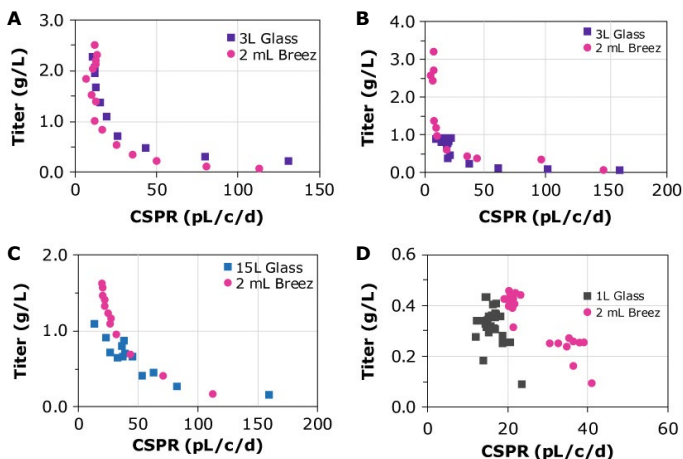 A
Titer (g/L)
3.0
2.0
1.0
0.0
3L Glass
2 mL Breez
0
50
100
150
CSPR (pL/c/d)
B
Titer (g/L)
4.0
3.0
2.0
1.0
0.0
3L Glass
2 mL Breez
0
50
100
150
200
CSPR (pL/c/d)
C
Titer (g/L)
2.0
1.0
0.0
15L Glass
2 mL Breez
0
50
100
150
200
CSPR (pL/c/d)
D
Titer (g/L)
0.6
0.4
0.2
0.0
1L Glass
2 mL Breez
0
20
40
60
CSPR (pL/c/d)